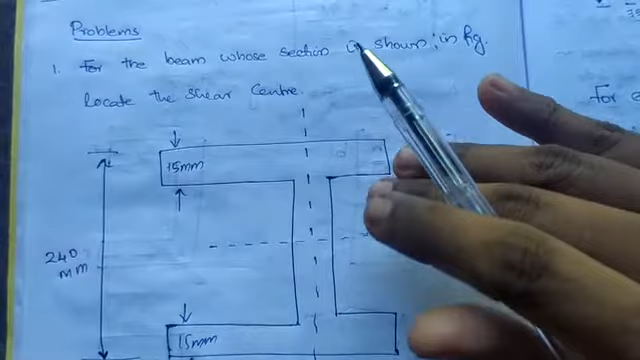 Problems
1. For the beam whose section is shown in fig.
Locate the shear Centre.
15mm
240
mm
15mm
For